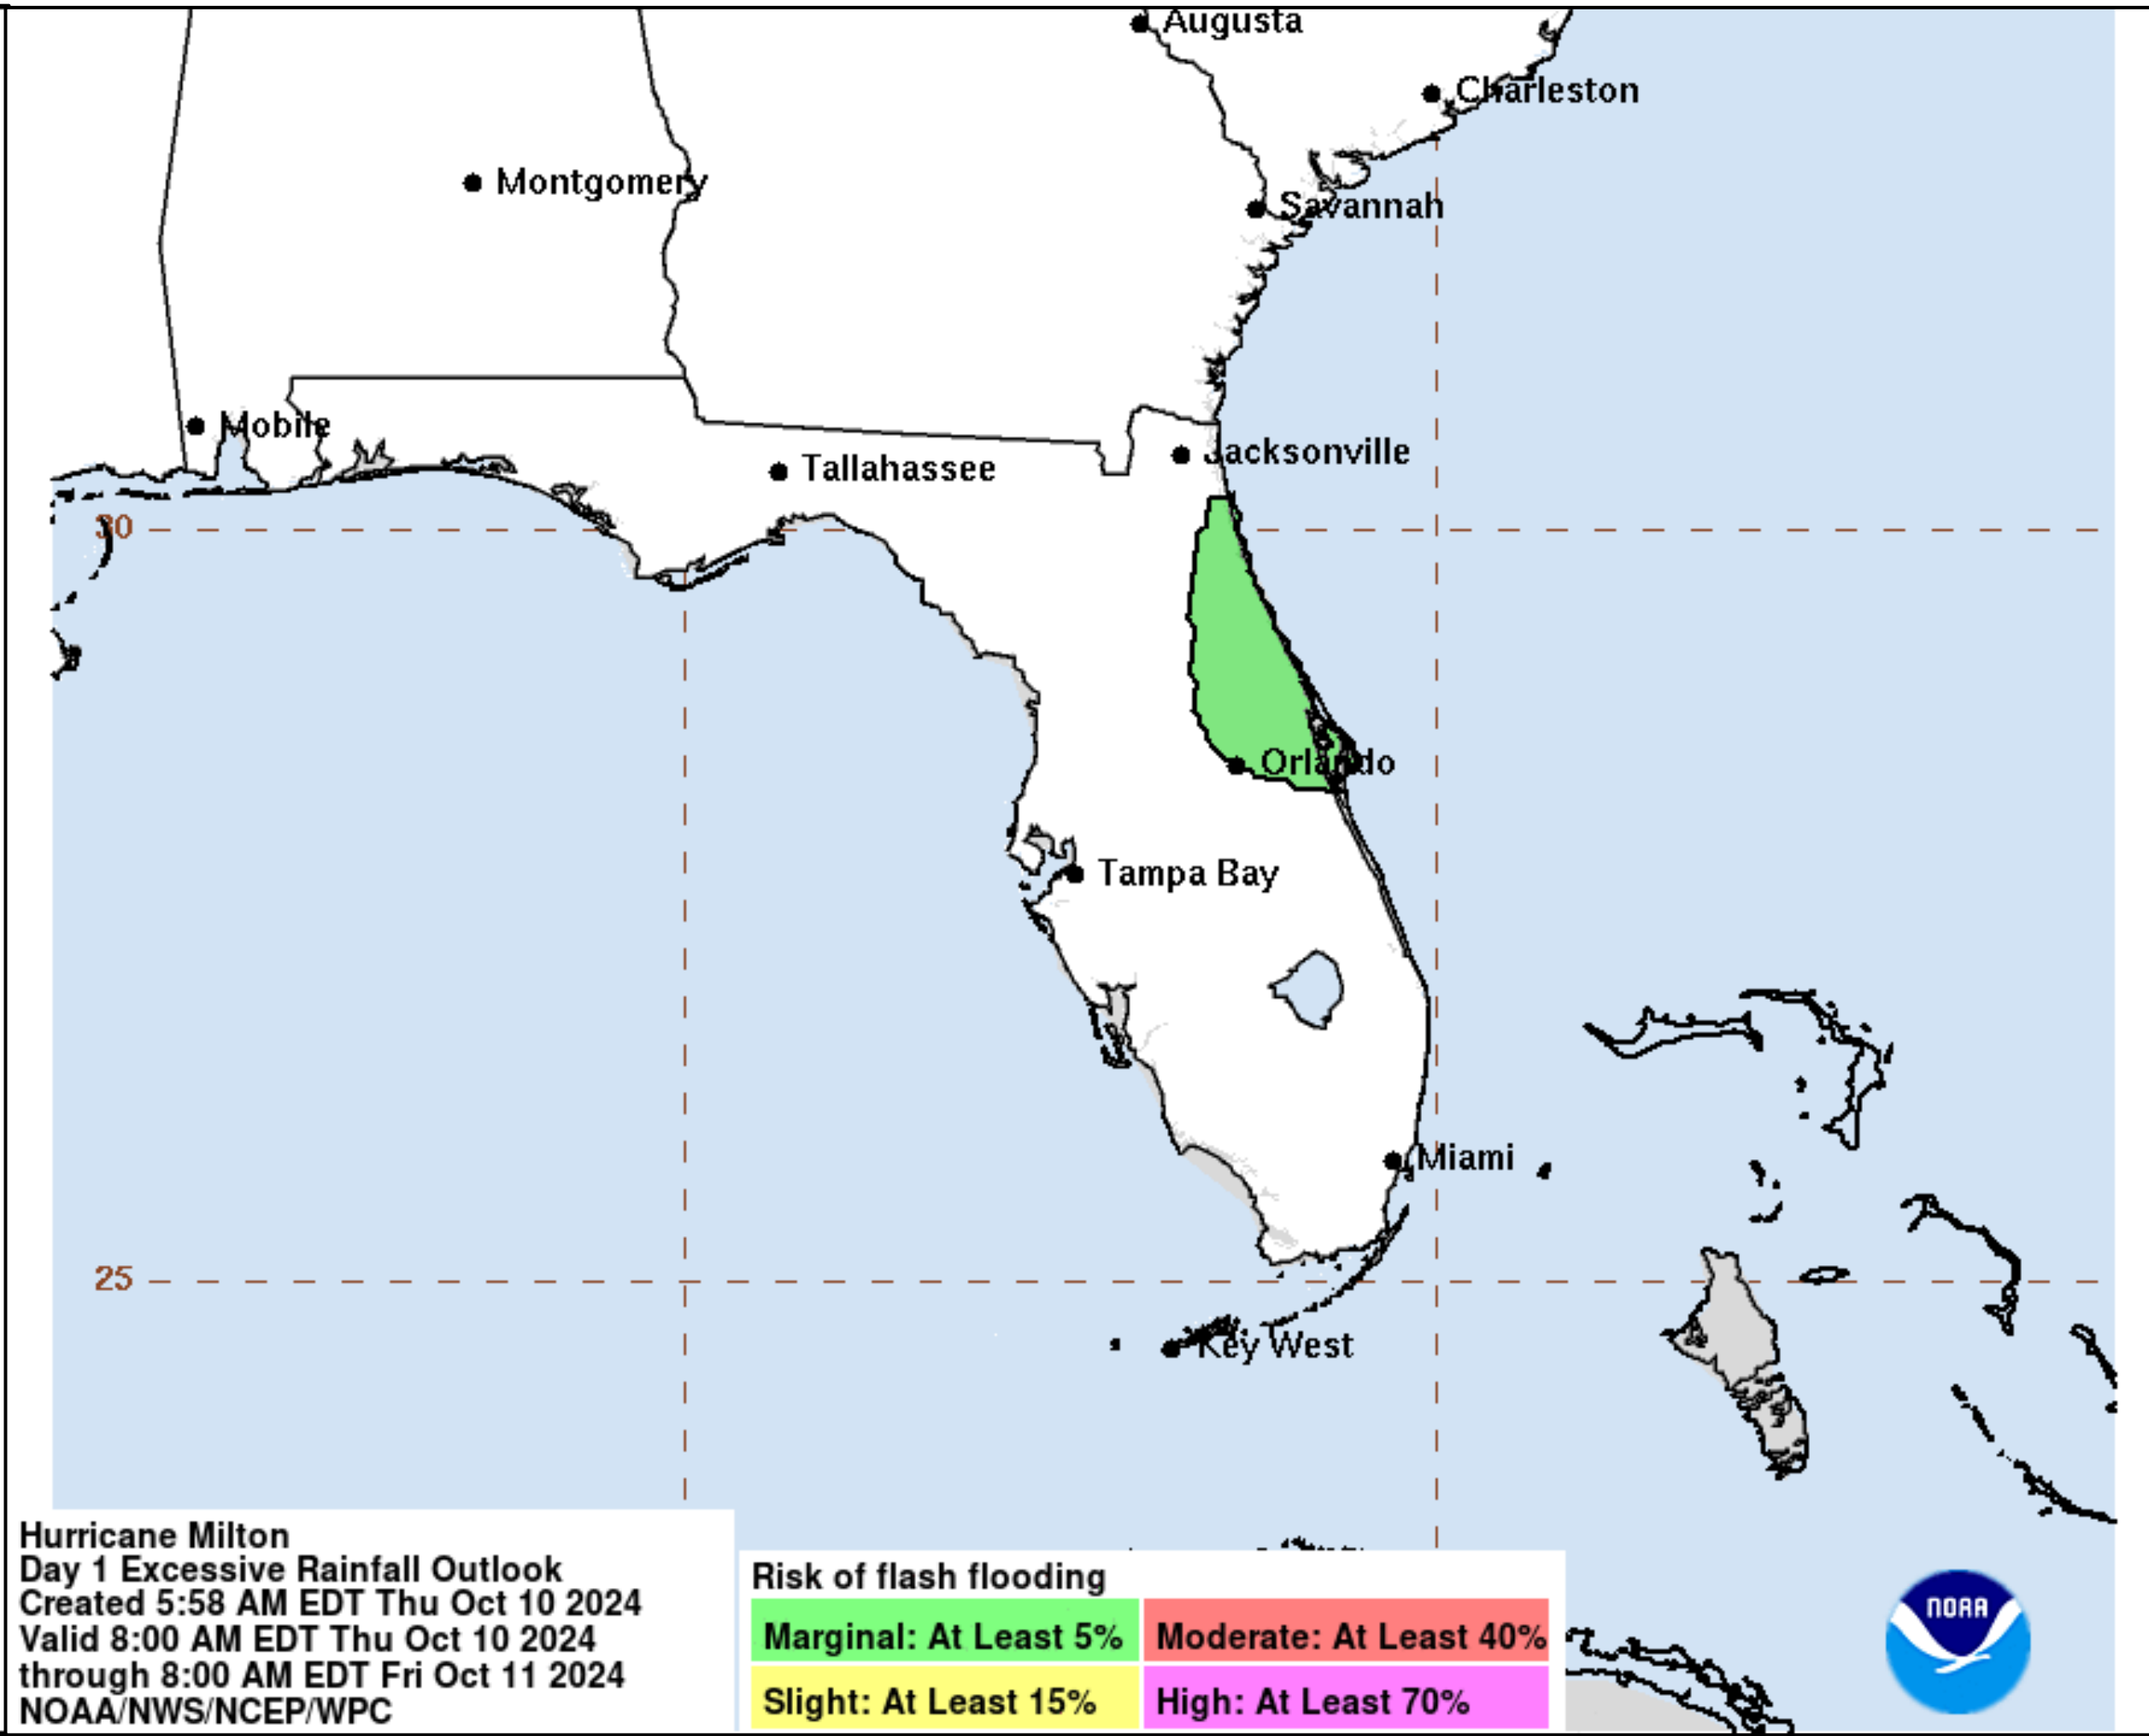 Augusta
Charleston
Montgomery
Savannah
Mobile
Jacksonville
Tallahassee
30
Orlando
Tampa Bay
Miami
25
Key West
Hurricane Milton
Day 1 Excessive Rainfall Outlook
Created 5:58 AM EDT Thu Oct 10 2024
Valid 8:00 AM EDT Thu Oct 10 2024
through 8:00 AM EDT Fri Oct 11 2024
NOAA/NWS/NCEP/WPC
Risk of flash flooding
Marginal: At Least 5%
Moderate: At Least 40%
Slight: At Least 15%
High: At Least 70%
NOAA